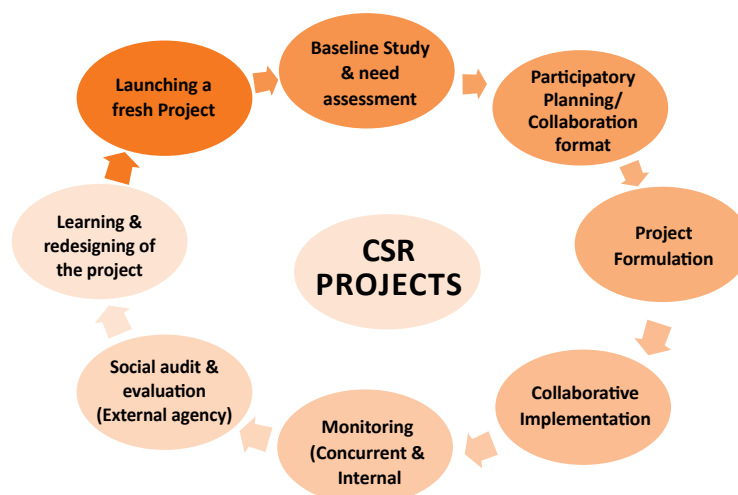 Launching a
fresh Project
Baseline Study
& need
assessment
Participatory
Planning/
Collaboration
format
Project
Formulation
Collaborative
Implementation
Monitoring
(Concurrent &
Internal
Social audit &
evaluation
(External agency)
Learning &
redesigning of
the project
CSR
PROJECTS